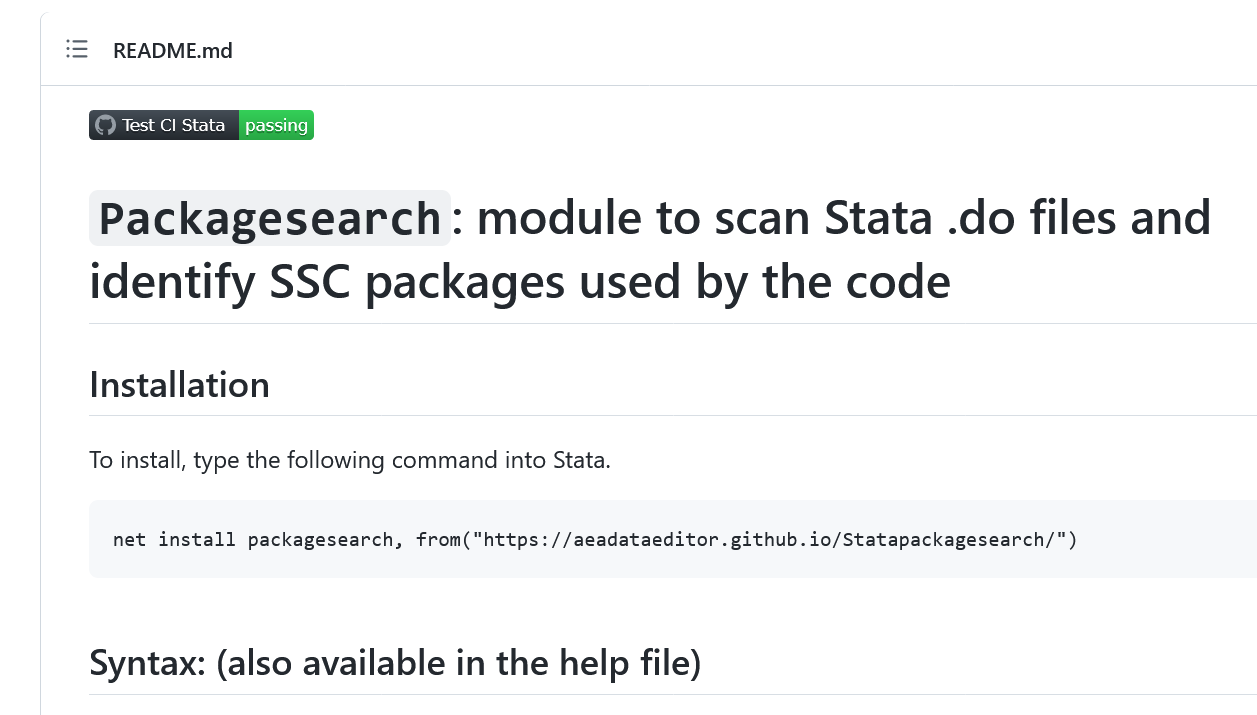 README.md
Test CI Stata passing
Packagesearch: module to scan Stata .do files and
identify SSC packages used by the code
Installation
To install, type the following command into Stata.
net install packagesearch, from("https://aeadataeditor.github.io/Statapackagesearch/")
Syntax: (also available in the help file)